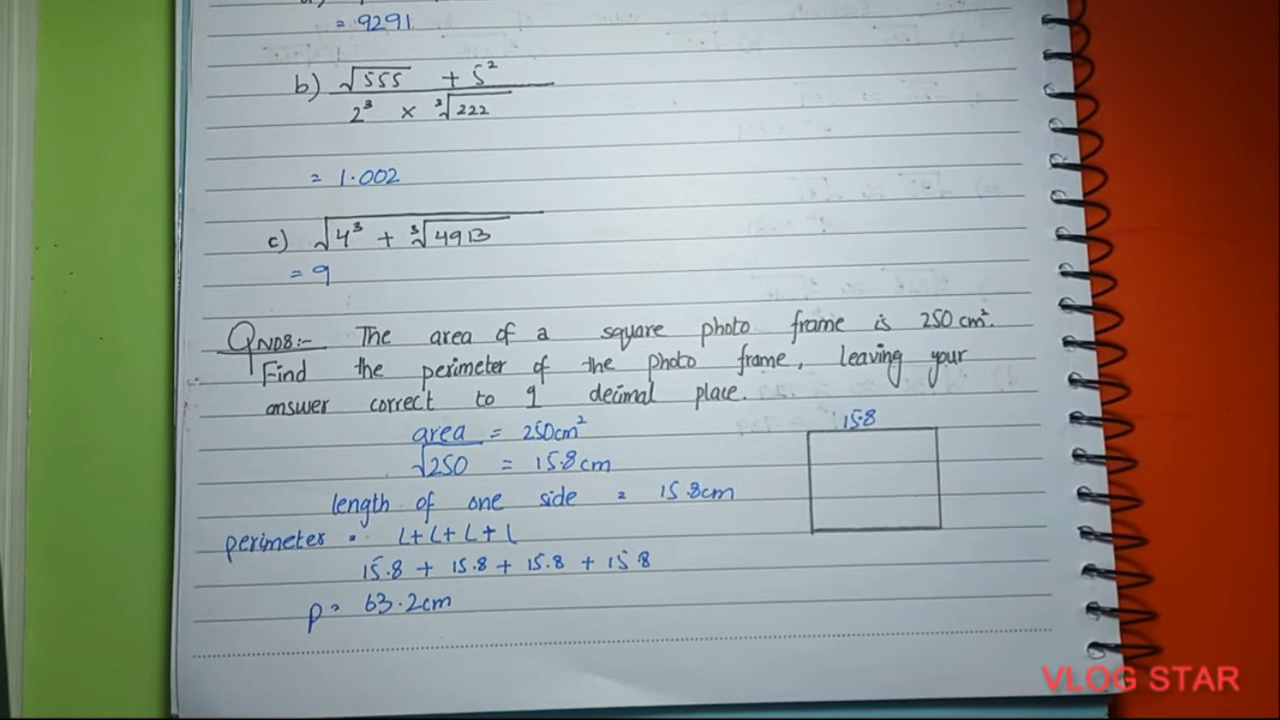 = 9291
b) √555 + 5²
2³ × ³√222
= 1.002
c) √4³ + ³√4913
= 9
QNO8:- The area of a square photo frame is 250 cm².
Find the perimeter of the photo frame, leaving your
answer correct to 1 decimal place.
area = 250cm²
15.8
√250 = 15.8cm
length of one side = 15.8cm
perimeter = L+L+L+L
15.8 + 15.8 + 15.8 + 15.8
P= 63.2cm
VLOG STAR